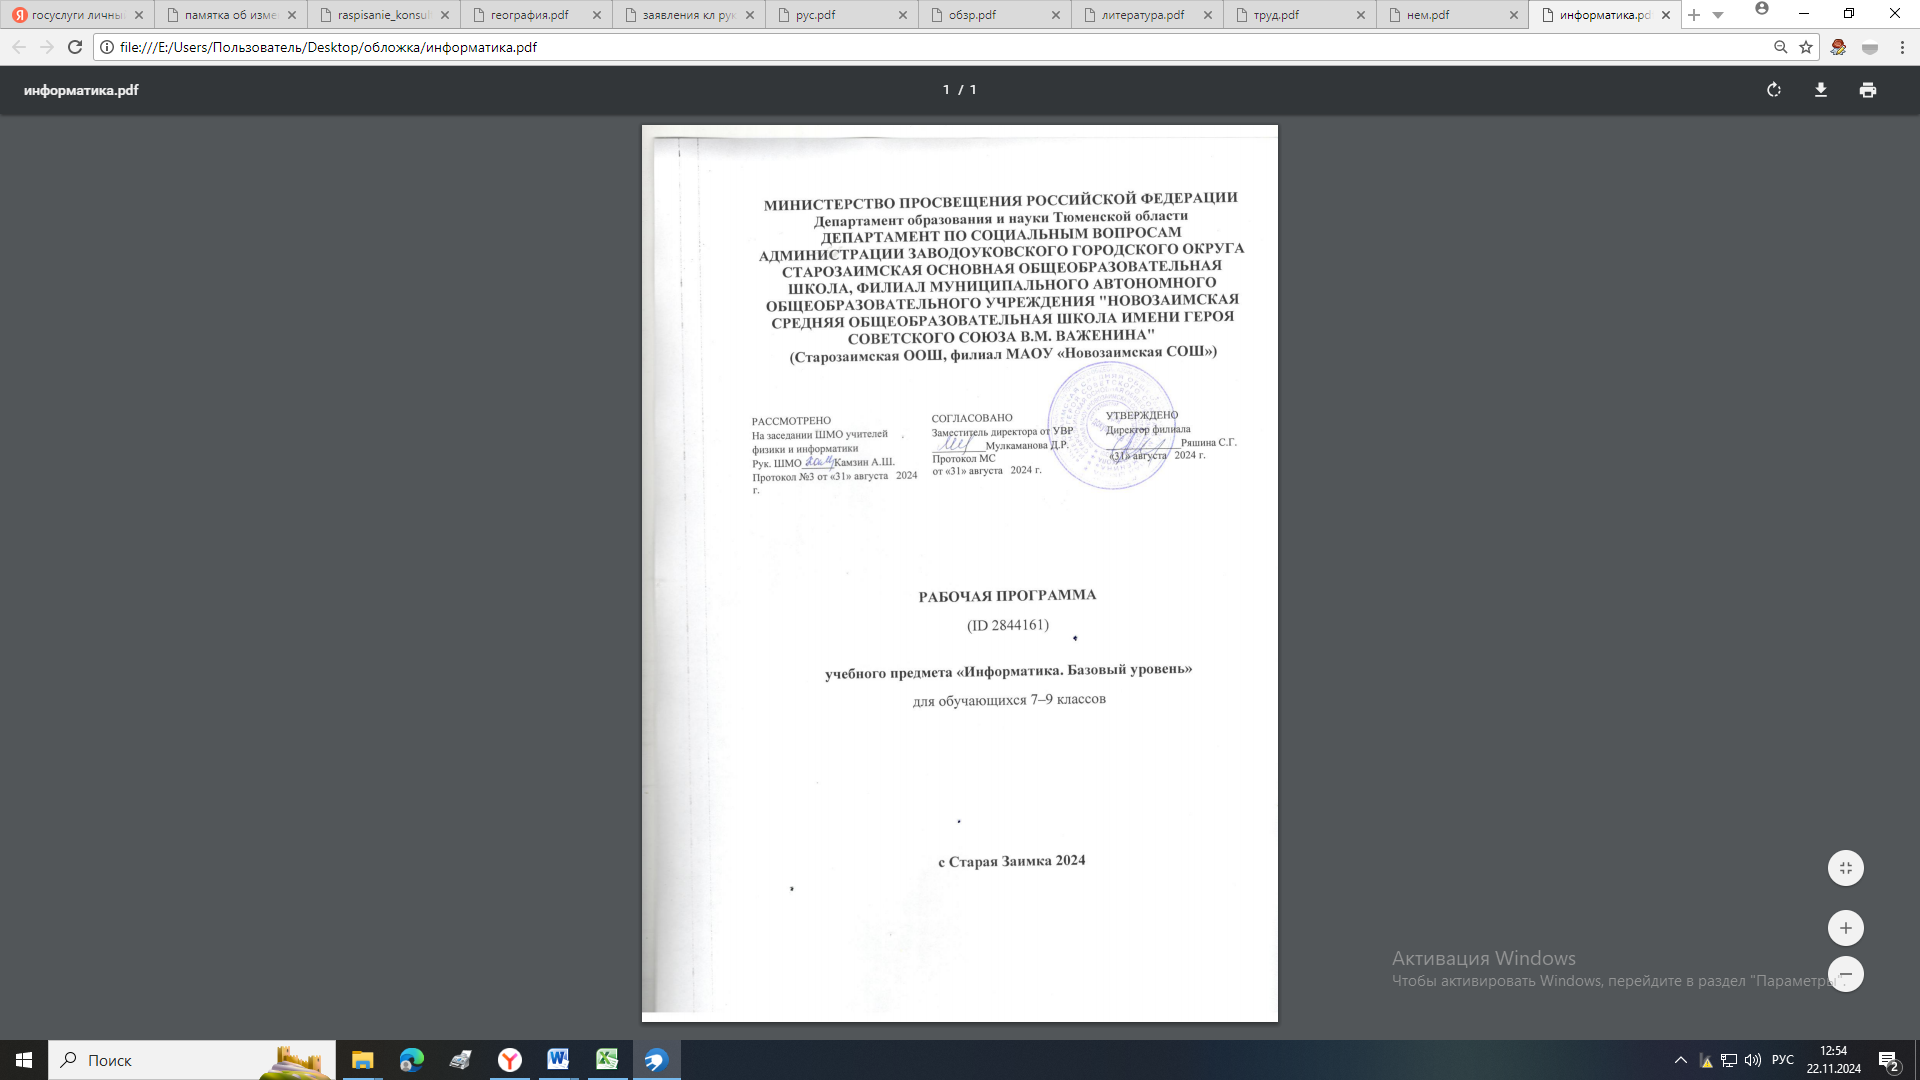 госуслуги личны
памятка об изме
raspisanie_konsul
география.pdf
заявления кл рук
рус.pdf
обзр.pdf
литература.pdf
труд.pdf
нем.pdf
информатика.pd
file:///E:/Users/Пользователь/Desktop/обложка/информатика.pdf
информатика.pdf
1 / 1
МИНИСТЕРСТВО ПРОСВЕЩЕНИЯ РОССИЙСКОЙ ФЕДЕРАЦИИ
Департамент образования и науки Тюменской области
ДЕПАРТАМЕНТ ПО СОЦИАЛЬНЫМ ВОПРОСАМ
АДМИНИСТРАЦИИ ЗАВОДОУКОВСКОГО ГОРОДСКОГО ОКРУГА
СТАРОЗАИМСКАЯ ОСНОВНАЯ ОБЩЕОБРАЗОВАТЕЛЬНАЯ
ШКОЛА, ФИЛИАЛ МУНИЦИПАЛЬНОГО АВТОНОМНОГО
ОБЩЕОБРАЗОВАТЕЛЬНОГО УЧРЕЖДЕНИЯ "НОВОЗАИМСКАЯ
СРЕДНЯЯ ОБЩЕОБРАЗОВАТЕЛЬНАЯ ШКОЛА ИМЕНИ ГЕРОЯ
СОВЕТСКОГО СОЮЗА В.М. ВАЖЕНИНА"
(Старозаимская ООШ, филиал МАОУ «Новозаимская СОШ»)
РАССМОТРЕНО
На заседании ШМО учителей
физики и информатики
Рук. ШМО Камзин А.Ш.
Протокол №3 от «31» августа 2024
г.
СОГЛАСОВАНО
Заместитель директора от УВР
Мулкаманова Д.Р.
Протокол МС
от «31» августа 2024 г.
УТВЕРЖДЕНО
Директор филиала
Ряшина С.Г.
«31» августа 2024 г.
РАБОЧАЯ ПРОГРАММА
(ID 2844161)
учебного предмета «Информатика. Базовый уровень»
для обучающихся 7–9 классов
с Старая Заимка 2024
Активация Windows
Чтобы активировать Windows, перейдите в раздел "Параметры".
Поиск
РУС
12:54
22.11.2024
2